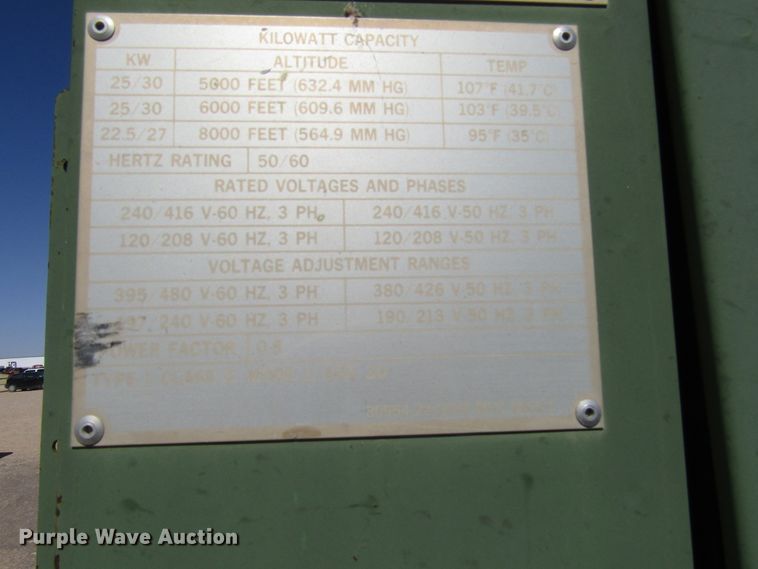 KILOWATT CAPACITY
KW ALTITUDE TEMP
25/30 5000 FEET (632.4 MM HG) 107°F (41.7°C)
25/30 6000 FEET (609.6 MM HG) 103°F (39.5°C)
22.5/27 8000 FEET (564.9 MM HG) 95°F (35°C)
HERTZ RATING 50/60
RATED VOLTAGES AND PHASES
240/416 V-60 HZ, 3 PH 240/416 V-50 HZ, 3 PH
120/208 V-60 HZ, 3 PH 120/208 V-50 HZ, 3 PH
VOLTAGE ADJUSTMENT RANGES
395/480 V-60 HZ, 3 PH 380/426 V-50 HZ, 3 PH
197/240 V-60 HZ, 3 PH 190/213 V-50 HZ, 3 PH
POWER FACTOR 0.8
Purple Wave Auction